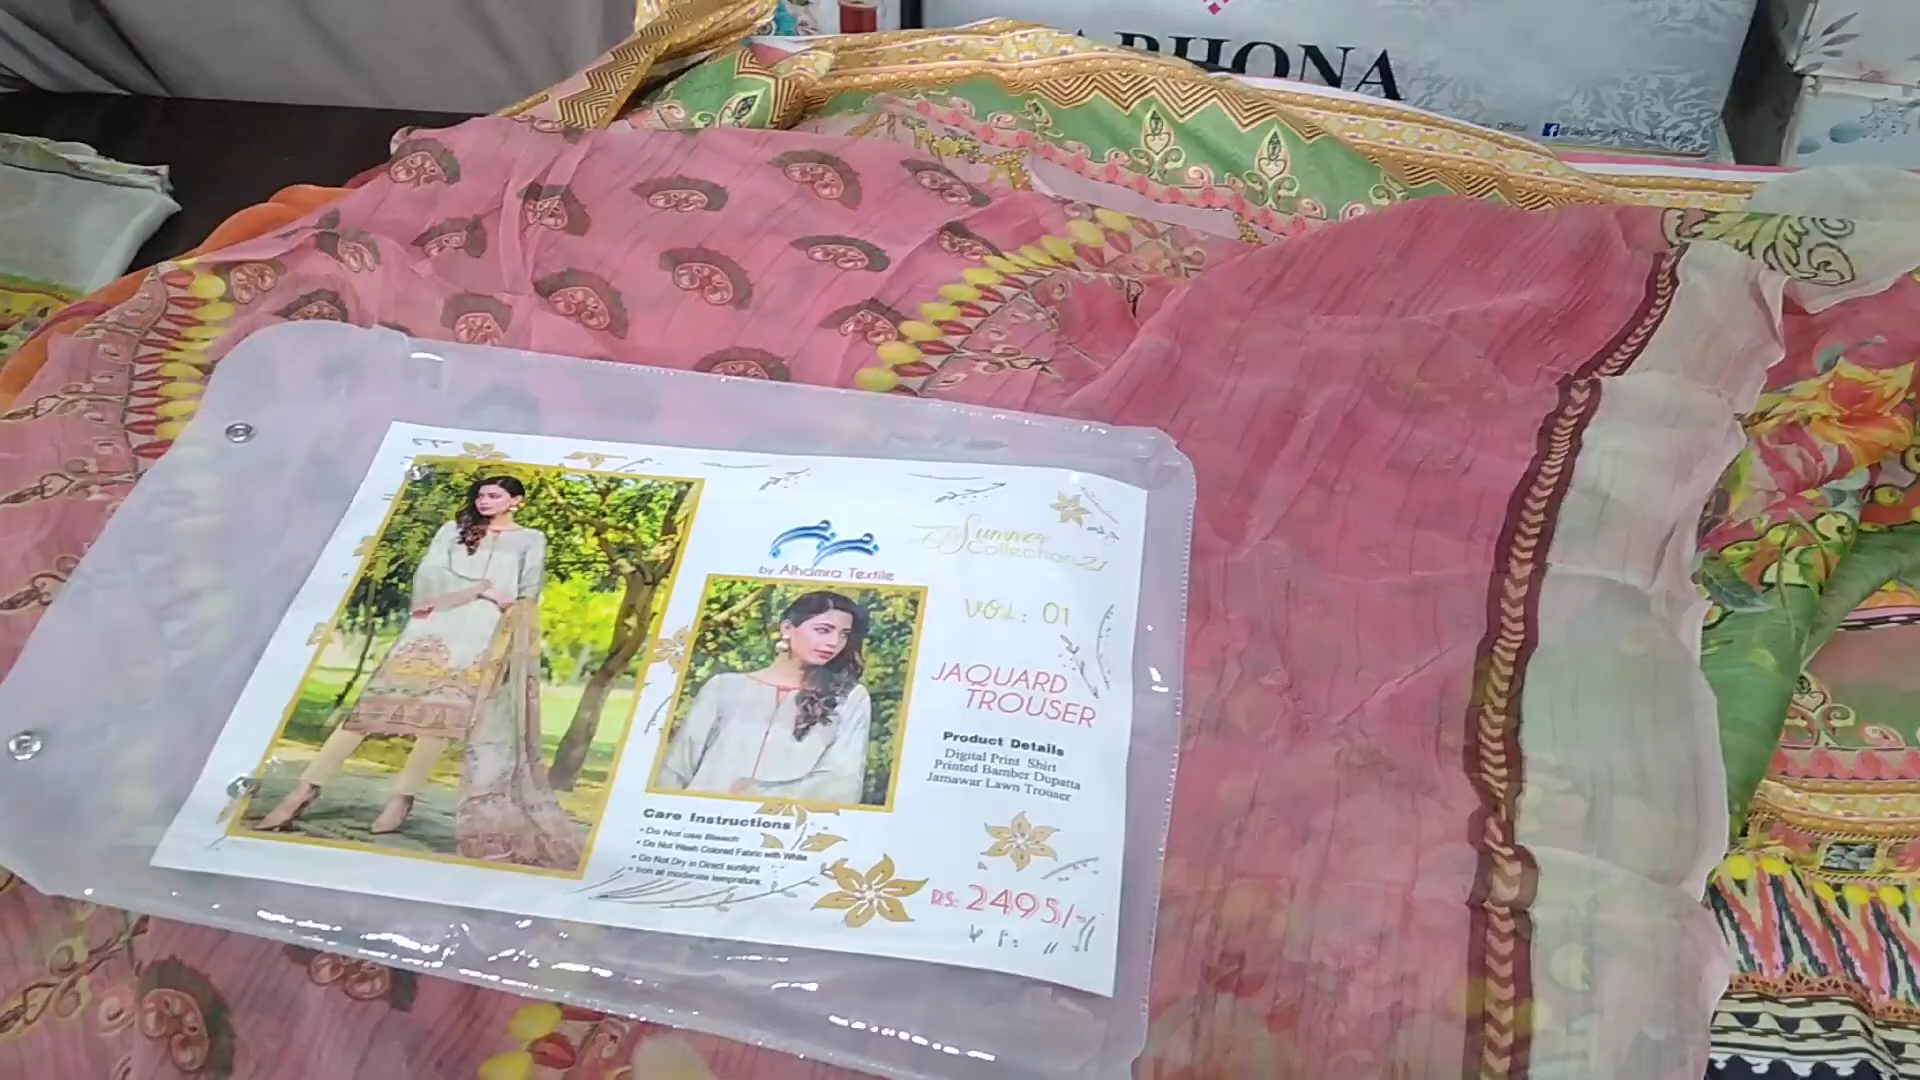 Summer
Collection 21
by Alhamra Textile
VOL: 01
JAQUARD
TROUSER
Product Details
Digital Print Shirt
Printed Bamber Dupatta
Jamawar Lawn Trouser
Care Instructions
• Do Not use Bleach
• Do Not Wash Colored Fabric with White
• Do Not Dry in Direct sunlight
• Iron at moderate temprature
RS: 2495/-